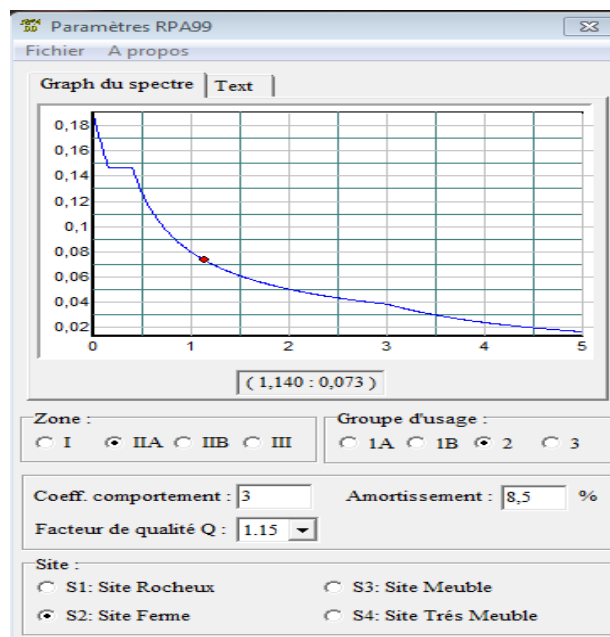 Paramètres RPA99
Fichier A propos
Graph du spectre Text
0,18
0,16
0,14
0,12
0,1
0,08
0,06
0,04
0,02
0 1 2 3 4 5
( 1,140 : 0,073 )
Zone :
I IIA IIB III
Groupe d'usage :
1A 1B 2 3
Coeff. comportement : 3 Amortissement : 8,5 %
Facteur de qualité Q : 1.15
Site :
S1: Site Rocheux S3: Site Meuble
S2: Site Ferme S4: Site Trés Meuble